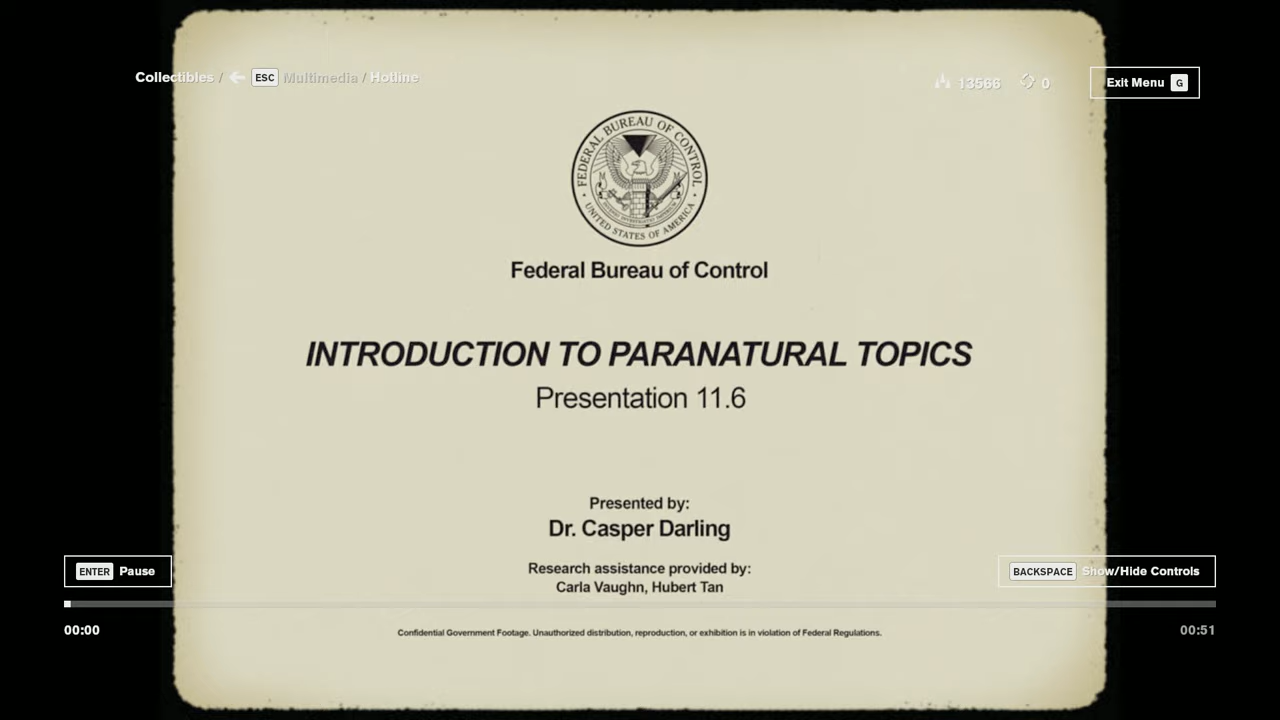 Collectibles / ESC Multimedia / Hotline
13566 0
Exit Menu G
FEDERAL BUREAU OF CONTROL
UNITED STATES OF AMERICA
Federal Bureau of Control
INTRODUCTION TO PARANATURAL TOPICS
Presentation 11.6
Presented by:
Dr. Casper Darling
Research assistance provided by:
Carla Vaughn, Hubert Tan
ENTER Pause
BACKSPACE Show/Hide Controls
00:00
00:51
Confidential Government Footage. Unauthorized distribution, reproduction, or exhibition is in violation of Federal Regulations.